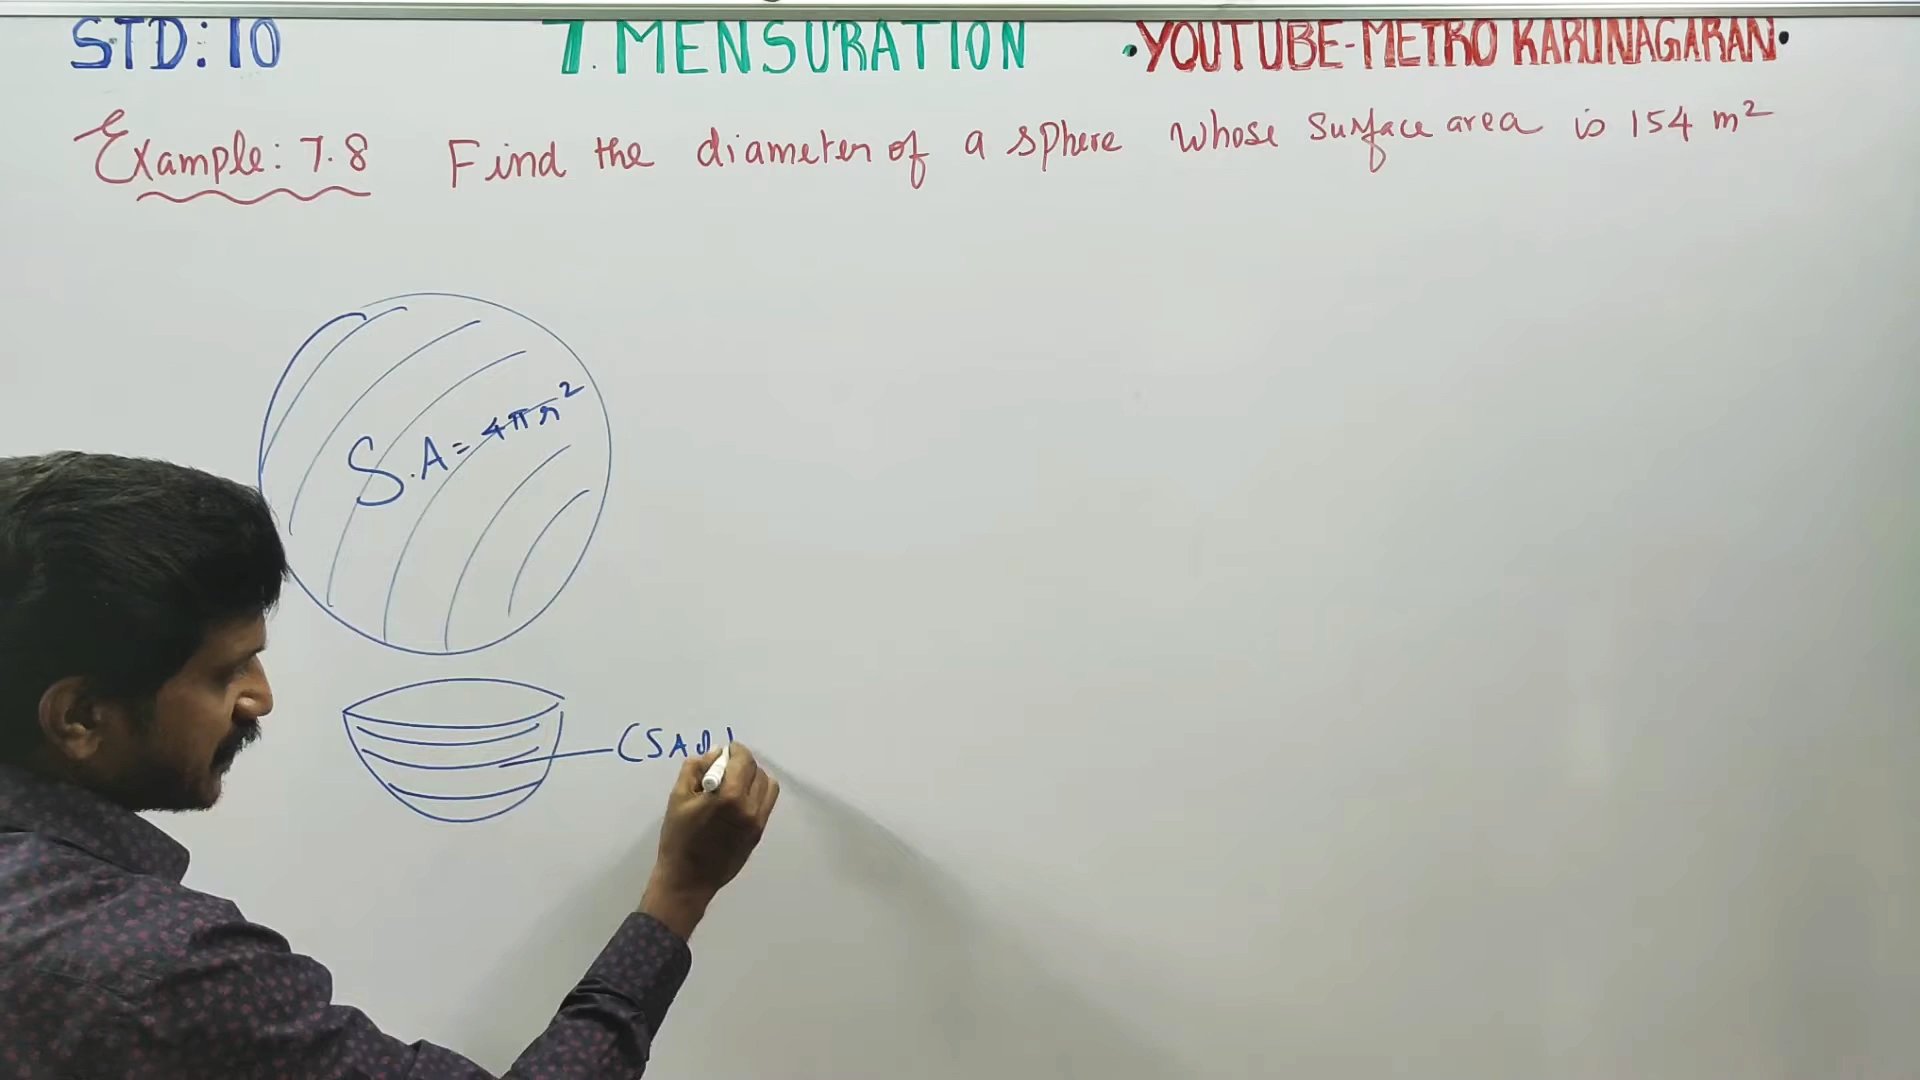 STD:10 7. MENSURATION •YOUTUBE-METRO KARUNAGARAN•
Example: 7.8 Find the diameter of a sphere whose surface area is 154 m²
S.A = 4πr²
CSA